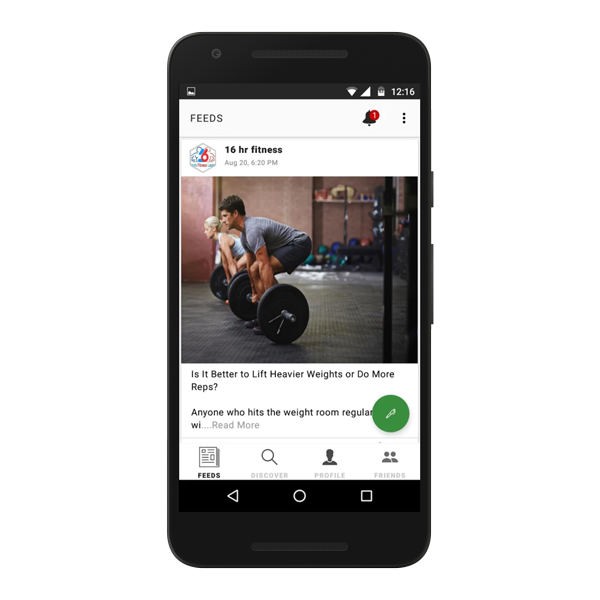 12:16
FEEDS
1
16 hr fitness
Aug 20, 6:20 PM
Is It Better to Lift Heavier Weights or Do More
Reps?
Anyone who hits the weight room
wi....Read More
FEEDS
DISCOVER
PROFILE
FRIENDS